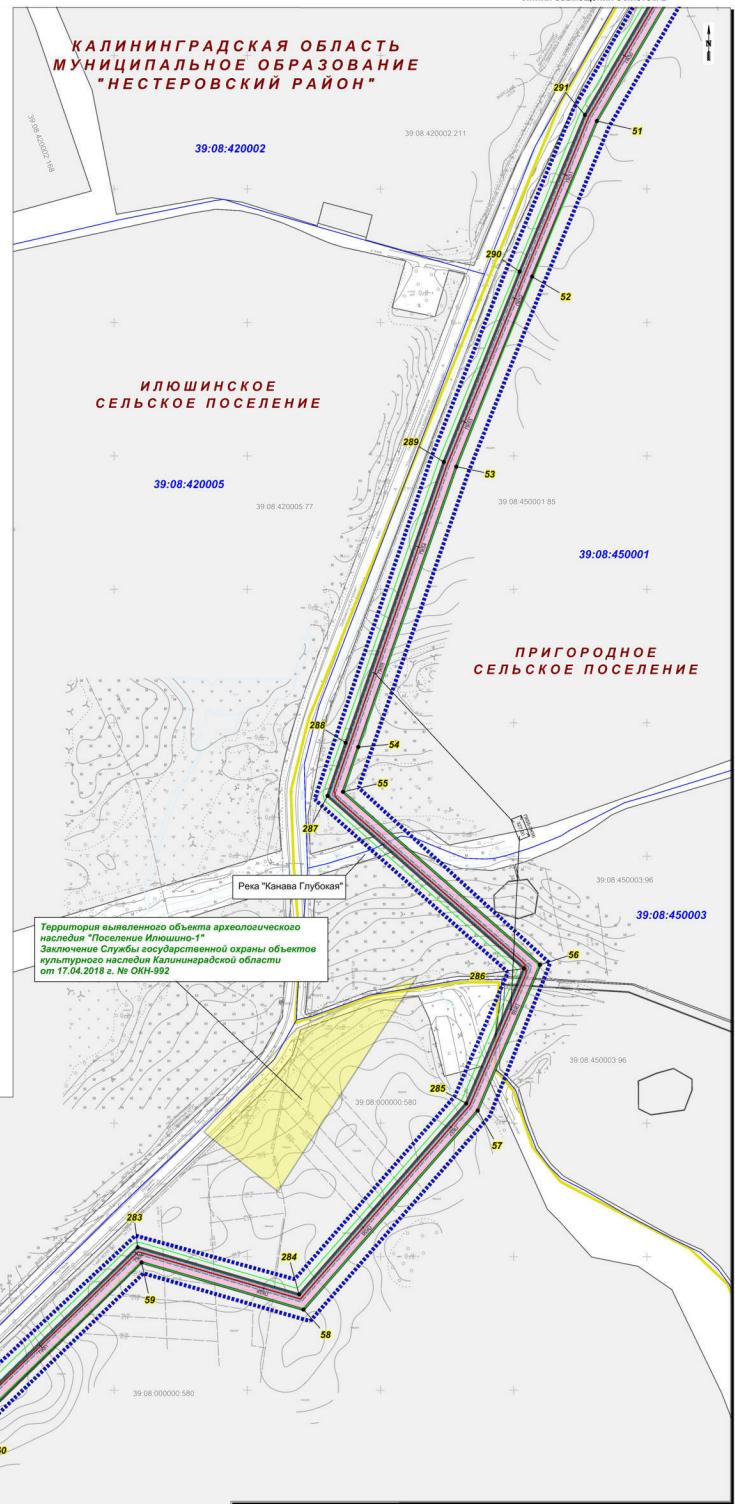 КАЛИНИНГРАДСКАЯ ОБЛАСТЬ
МУНИЦИПАЛЬНОЕ ОБРАЗОВАНИЕ
"НЕСТЕРОВСКИЙ РАЙОН"
N
291
51
39:08:420002:211
39:08:420002
39:08:420002:168
290
52
ИЛЮШИНСКОЕ
СЕЛЬСКОЕ ПОСЕЛЕНИЕ
289
53
39:08:420005
39:08:420005:77
39:08:450001:85
39:08:450001
ПРИГОРОДНОЕ
СЕЛЬСКОЕ ПОСЕЛЕНИЕ
288
54
55
287
Река "Канава Глубокая"
39:08:450003:96
39:08:450003
Территория выявленного объекта археологического
наследия "Поселение Илюшино-1"
Заключение Службы государственной охраны объектов
культурного наследия Калининградской области
от 17.04.2018 г. № ОКН-992
56
286
39:08:450003:96
285
39:08:000000:580
57
283
284
59
58
39:08:000000:580